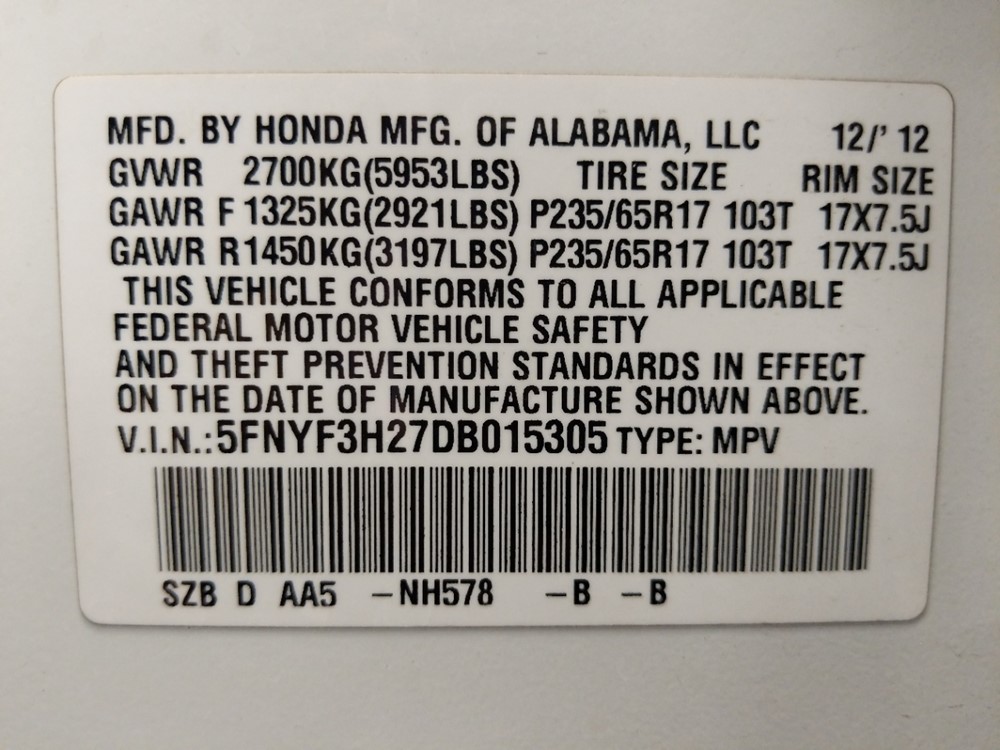 MFD. BY HONDA MFG. OF ALABAMA, LLC 12/' 12
GVWR 2700KG(5953LBS) TIRE SIZE RIM SIZE
GAWR F 1325KG(2921LBS) P235/65R17 103T 17X7.5J
GAWR R1450KG(3197LBS) P235/65R17 103T 17X7.5J
THIS VEHICLE CONFORMS TO ALL APPLICABLE
FEDERAL MOTOR VEHICLE SAFETY
AND THEFT PREVENTION STANDARDS IN EFFECT
ON THE DATE OF MANUFACTURE SHOWN ABOVE.
V.I.N.:5FNYF3H27DB015305 TYPE: MPV
SZB D AA5 –NH578 –B –B